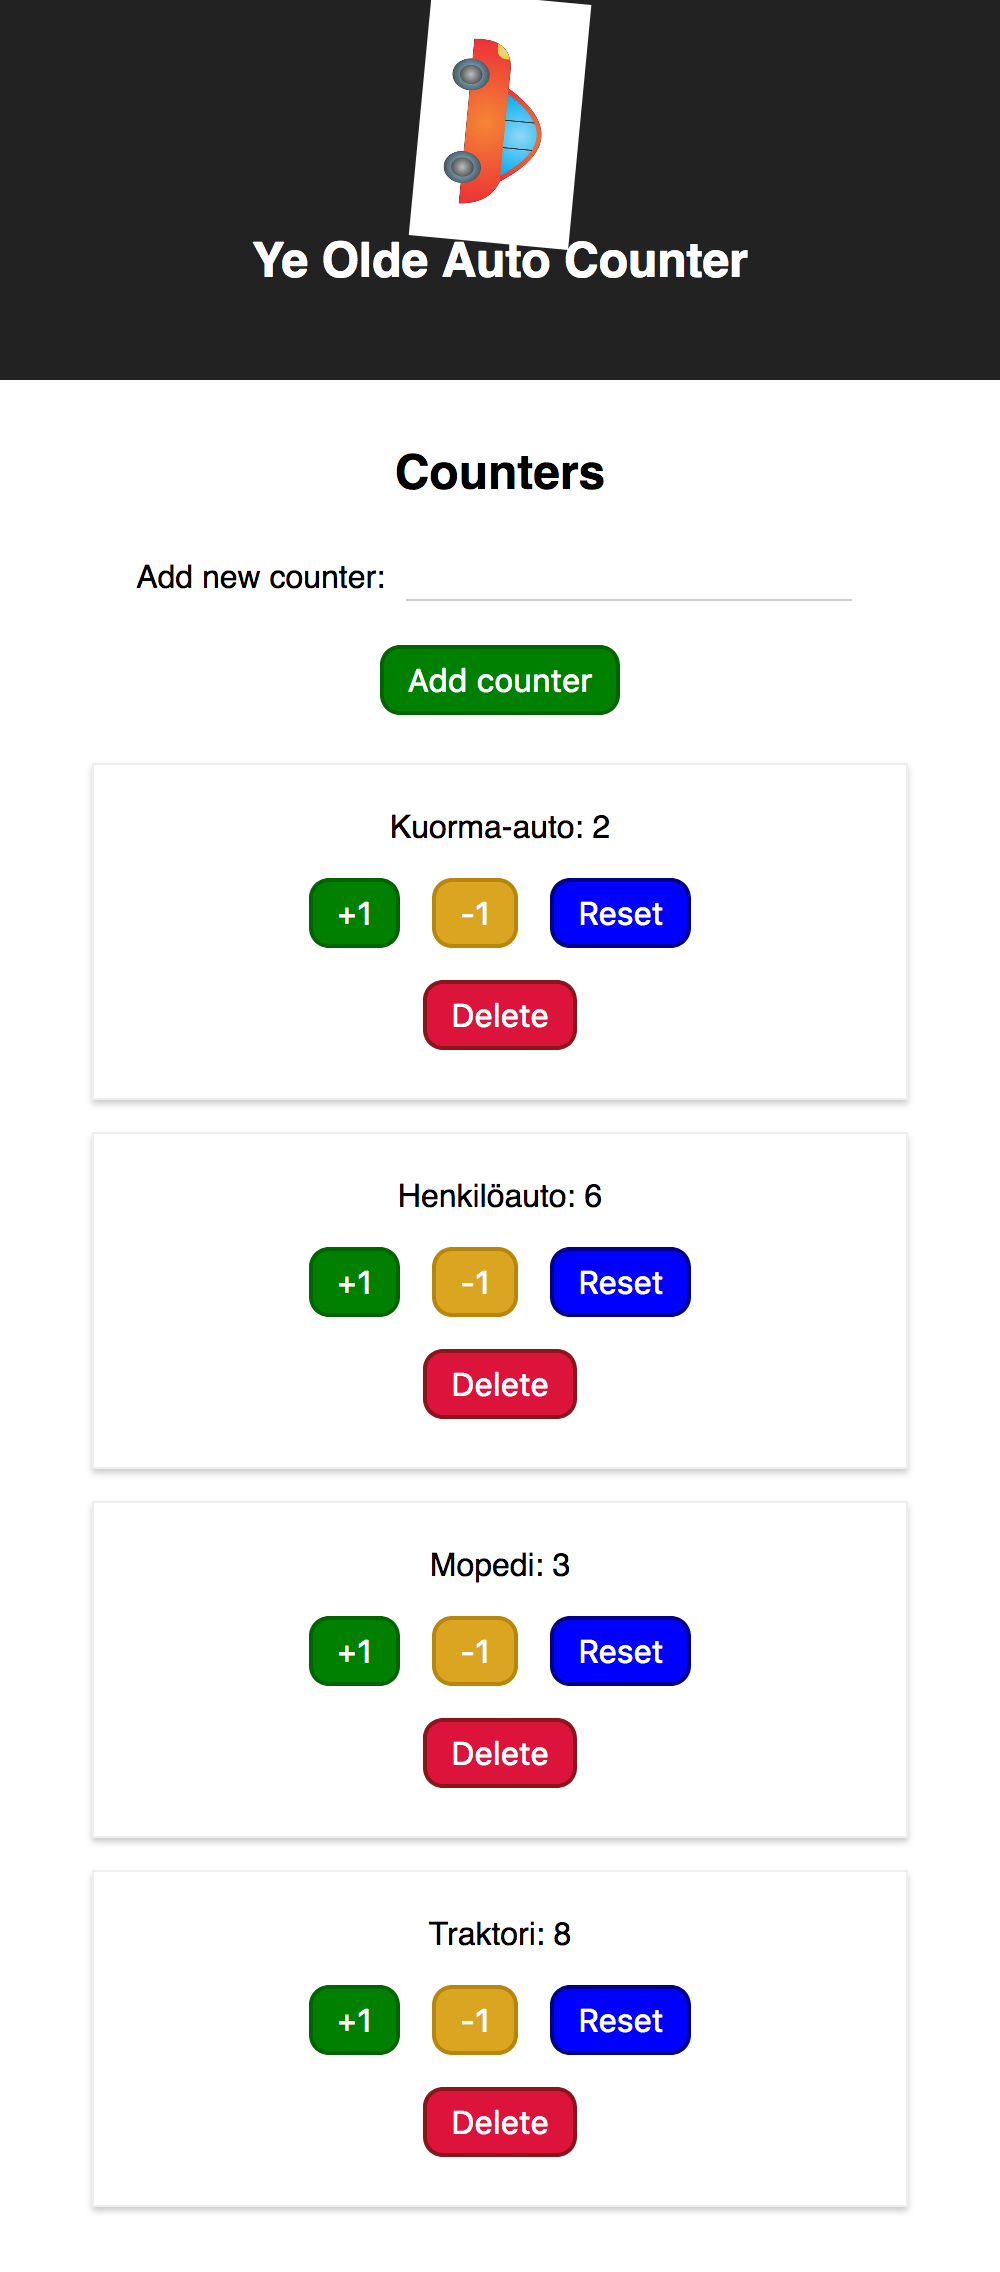 Ye Olde Auto Counter
Counters
Add new counter:
Add counter
Kuorma-auto: 2
+1 -1 Reset
Delete
Henkilöauto: 6
+1 -1 Reset
Delete
Mopedi: 3
+1 -1 Reset
Delete
Traktori: 8
+1 -1 Reset
Delete